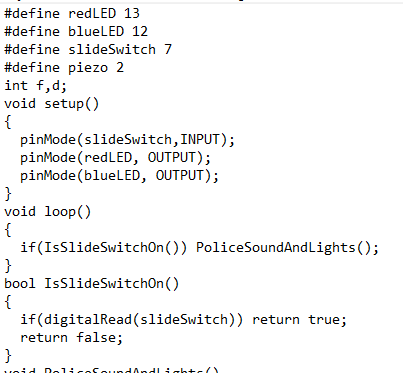 #define redLED 13
#define blueLED 12
#define slideSwitch 7
#define piezo 2
int f,d;
void setup()
{
  pinMode(slideSwitch,INPUT);
  pinMode(redLED, OUTPUT);
  pinMode(blueLED, OUTPUT);
}
void loop()
{
  if(IsSlideSwitchOn()) PoliceSoundAndLights();
}
bool IsSlideSwitchOn()
{
  if(digitalRead(slideSwitch)) return true;
  return false;
}
void PoliceSoundAndLights()